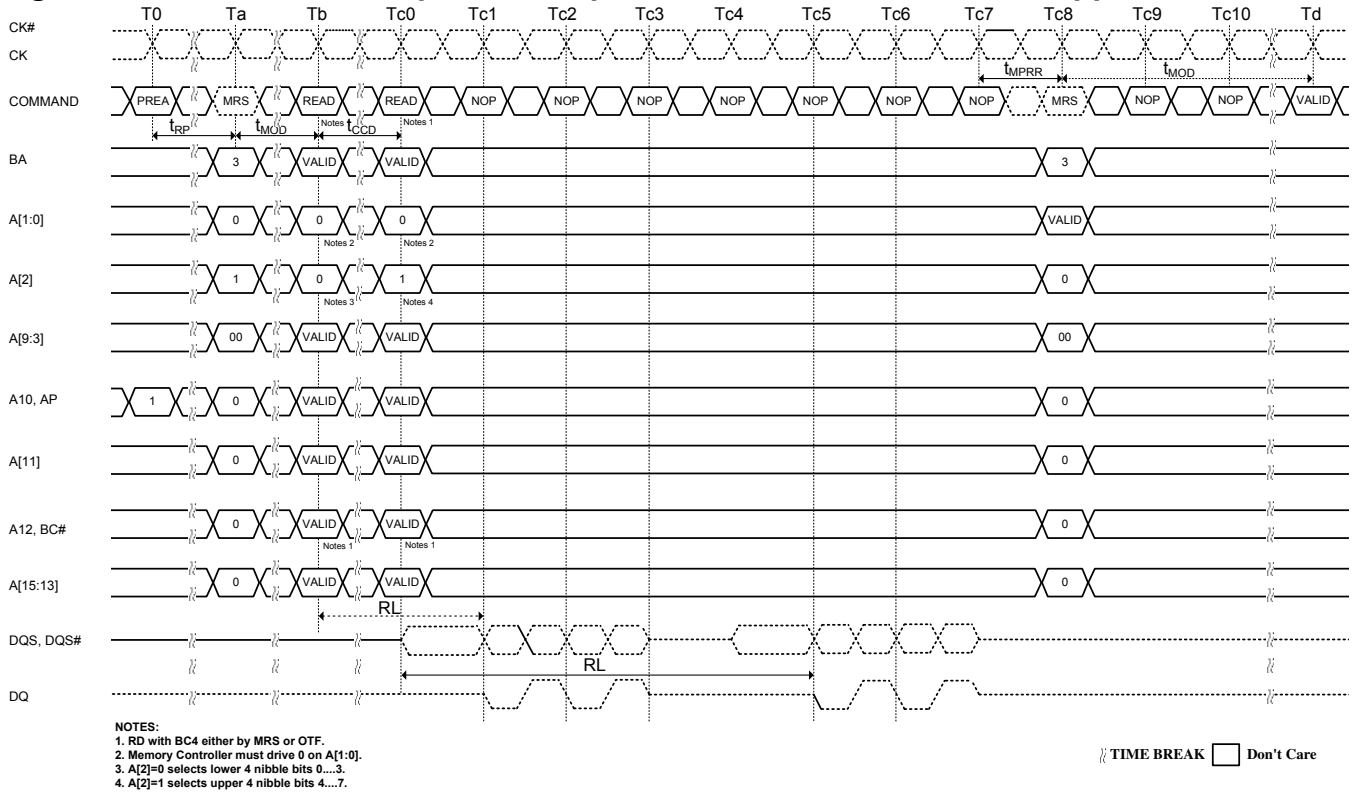 T0 Ta Tb Tc0 Tc1 Tc2 Tc3 Tc4 Tc5 Tc6 Tc7 Tc8 Tc9 Tc10 Td
CK#
CK
tMPRR tMOD
COMMAND PREA MRS READ READ NOP NOP NOP NOP NOP NOP NOP MRS NOP NOP VALID
Notes 1 Notes 1
tRP tMOD tCCD
BA 3 VALID VALID 3
A[1:0] 0 0 0 VALID
Notes 2 Notes 2
A[2] 1 0 1 0
Notes 3 Notes 4
A[9:3] 00 VALID VALID 00
A10, AP 1 0 VALID VALID 0
A[11] 0 VALID VALID 0
A12, BC# 0 VALID VALID 0
Notes 1 Notes 1
A[15:13] 0 VALID VALID 0
RL
DQS, DQS#
RL
DQ
NOTES:
1. RD with BC4 either by MRS or OTF.
2. Memory Controller must drive 0 on A[1:0].
3. A[2]=0 selects lower 4 nibble bits 0....3.
4. A[2]=1 selects upper 4 nibble bits 4....7.
TIME BREAK Don't Care